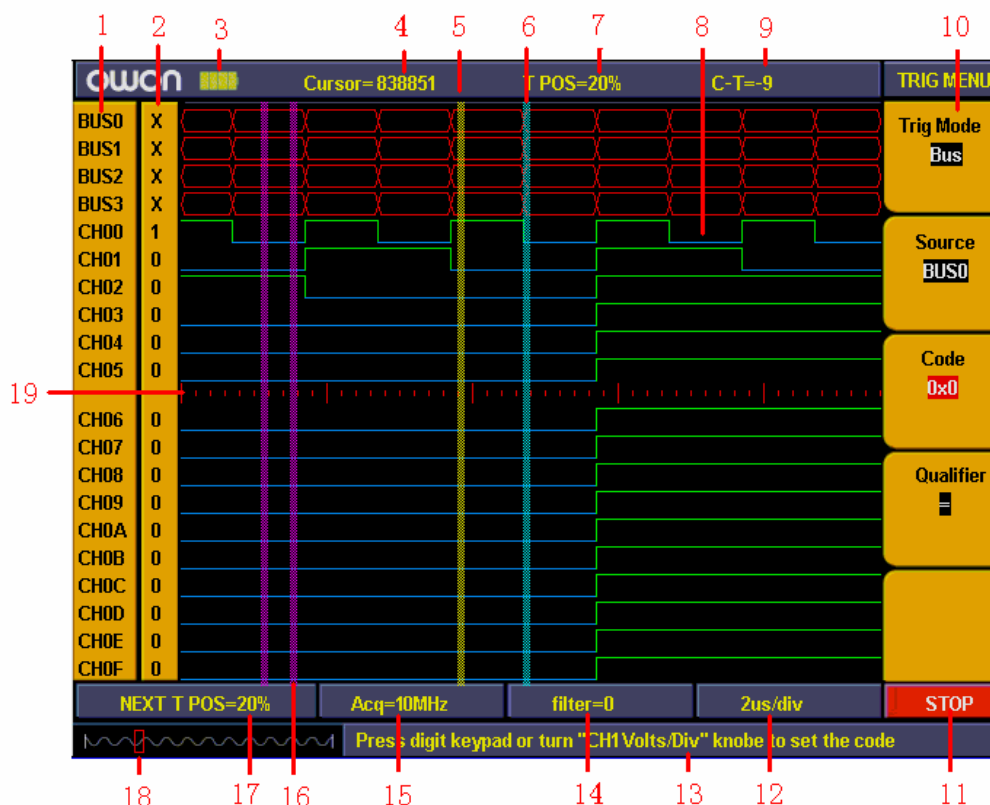 1 2 3 4 5 6 7 8 9 10
owon Cursor=838851 T POS=20% C-T=-9 TRIG MENU
BUS0 X
BUS1 X
BUS2 X
BUS3 X
CH00 1
CH01 0
CH02 0
CH03 0
CH04 0
CH05 0
19
CH06 0
CH07 0
CH08 0
CH09 0
CH0A 0
CH0B 0
CH0C 0
CH0D 0
CH0E 0
CH0F 0
Trig Mode
Bus
Source
BUS0
Code
0x0
Qualifier
=
NEXT T POS=20% Acq=10MHz filter=0 2us/div STOP
Press digit keypad or turn "CH1 Volts/Div" knobe to set the code
18 17 16 15 14 13 12 11